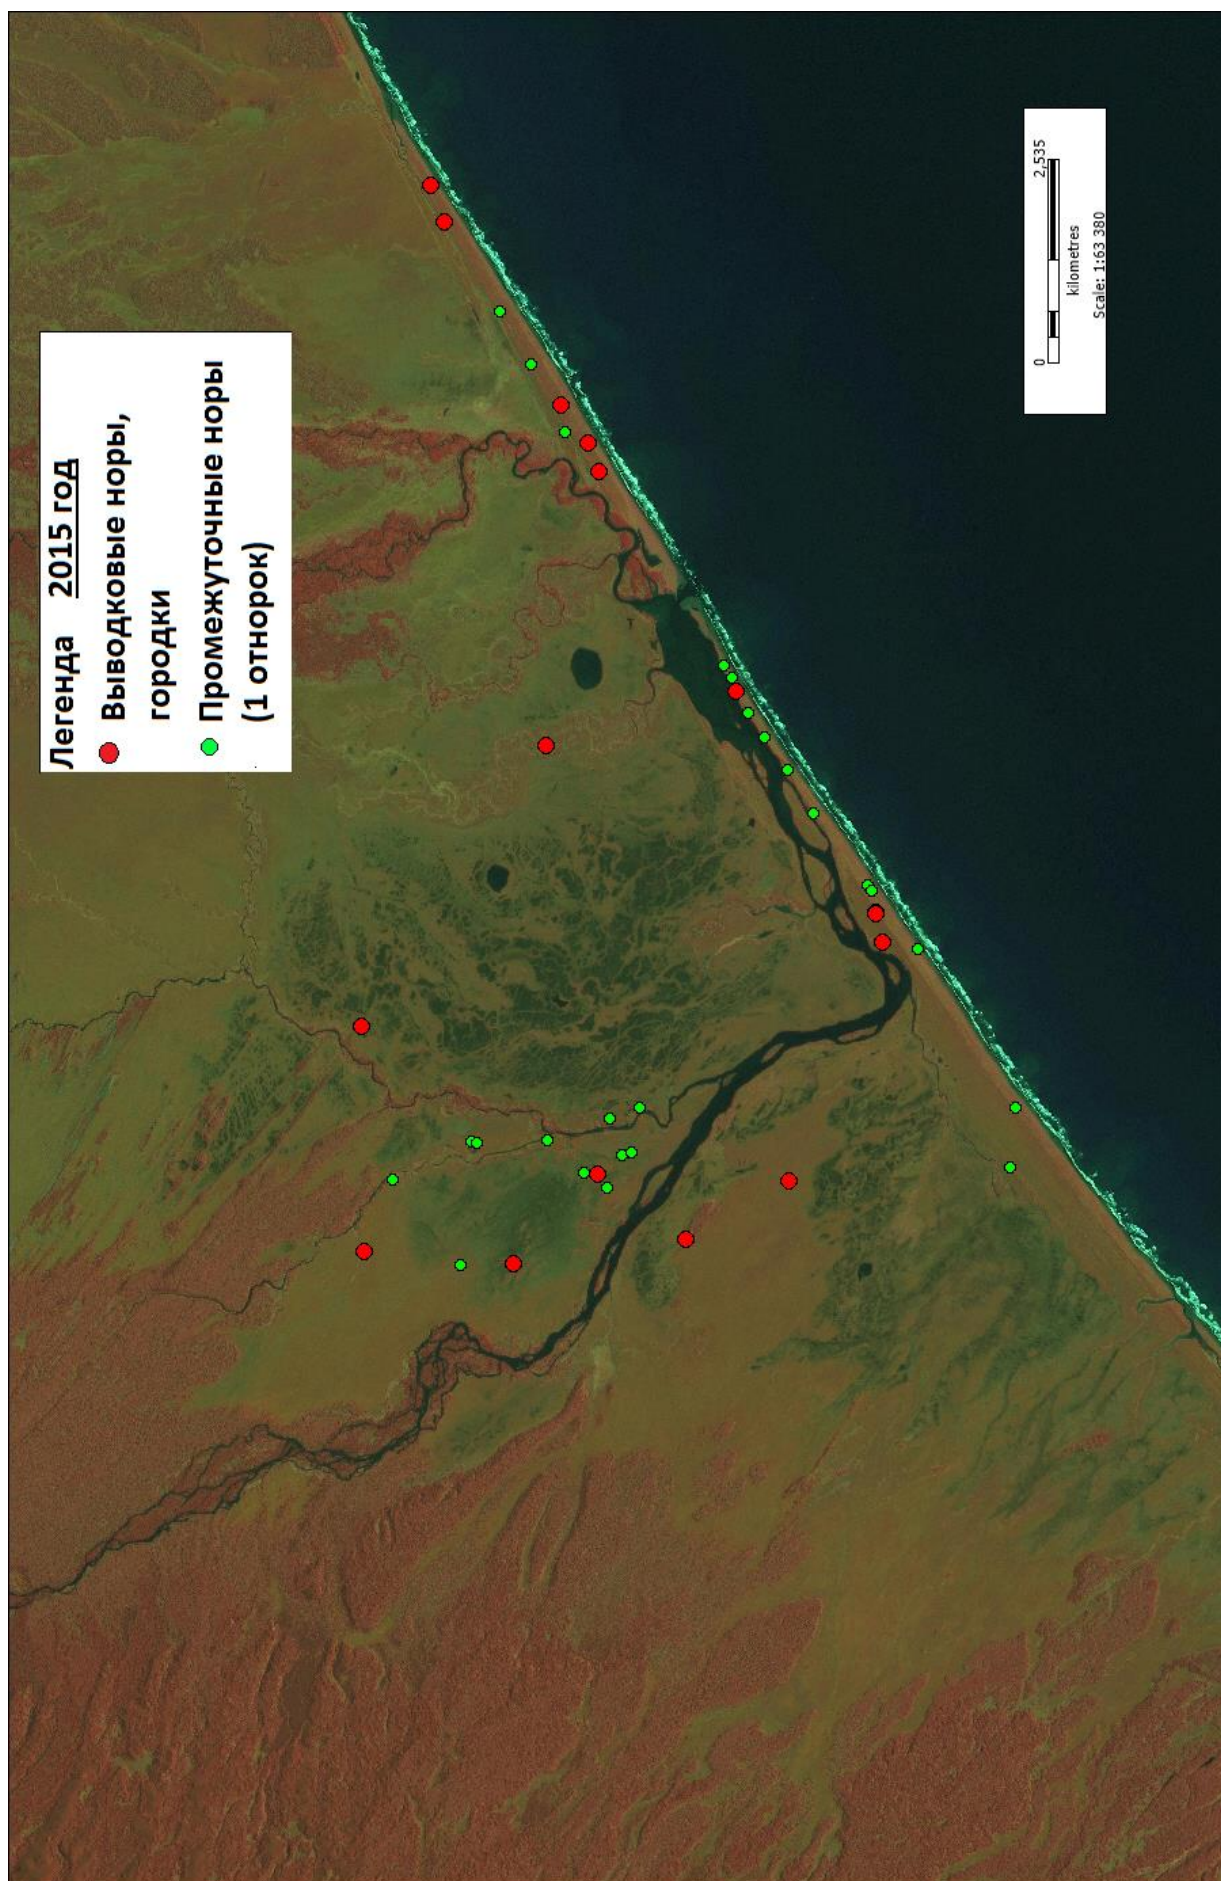 Легенда 2015 год
Выводковые норы,
городки
Промежуточные норы
(1 отнорок)
0 2,535
kilometres
Scale: 1:63 380